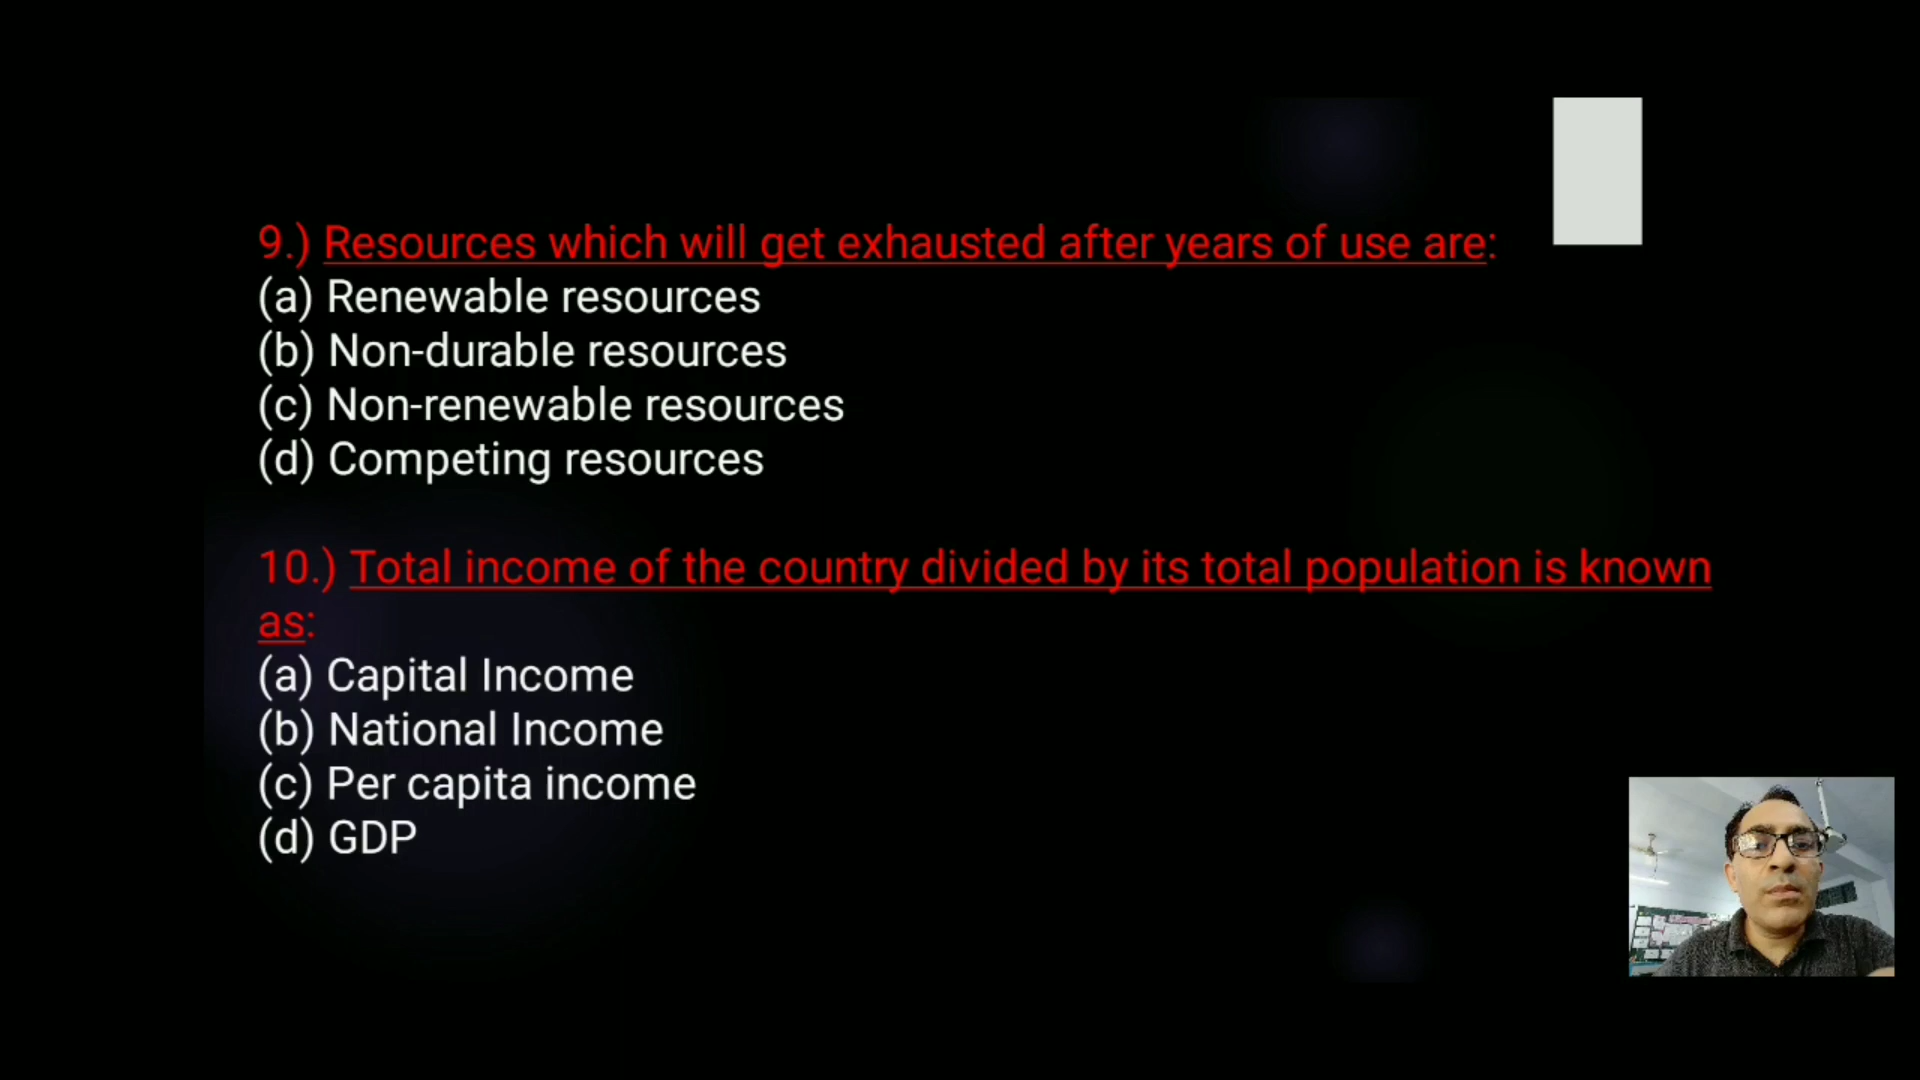 9.) Resources which will get exhausted after years of use are:
(a) Renewable resources
(b) Non-durable resources
(c) Non-renewable resources
(d) Competing resources
10.) Total income of the country divided by its total population is known
as:
(a) Capital Income
(b) National Income
(c) Per capita income
(d) GDP